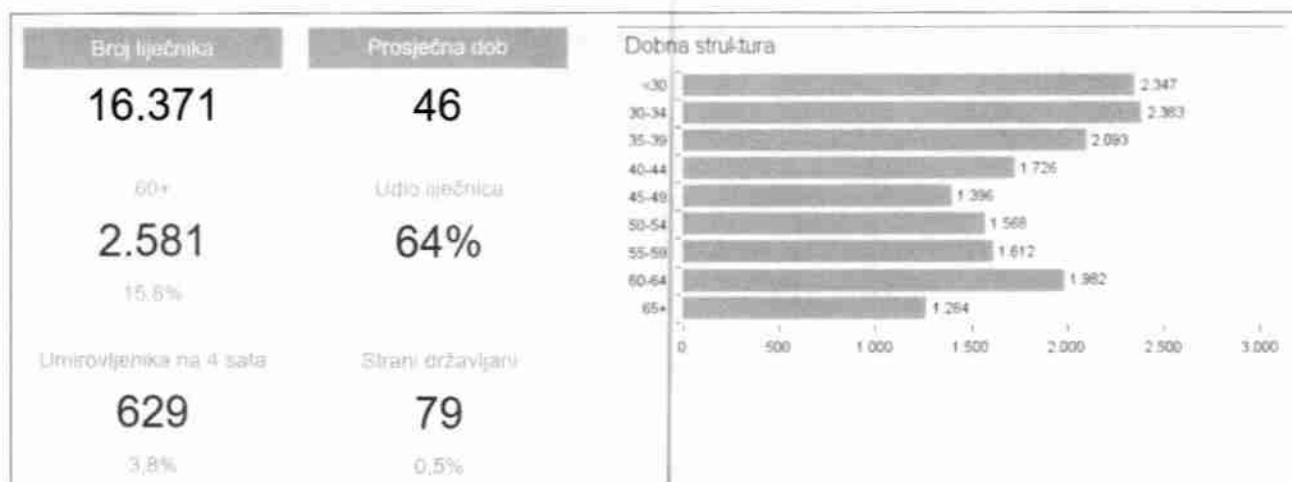 Broj liječnika
Prosječna dob
16.371
46
60+
Udio liječnica
2.581
64%
15,8%
Umirovljenika na 4 sata
Strani državljani
629
79
3,8%
0,5%
Dobna struktura
<30 2.347
30-34 2.383
35-39 2.093
40-44 1.726
45-49 1.396
50-54 1.568
55-59 1.612
60-64 1.982
65+ 1.264
0 500 1.000 1.500 2.000 2.500 3.000